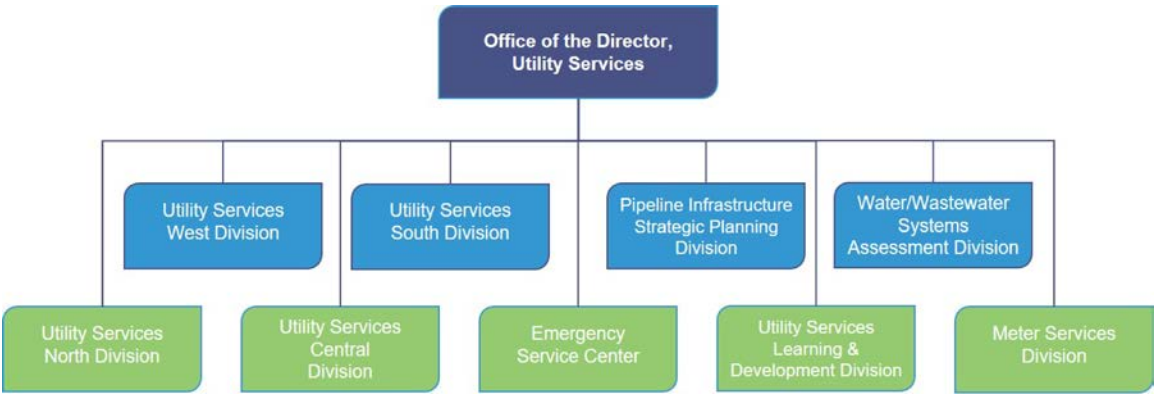 Office of the Director,
Utility Services
Utility Services
West Division
Utility Services
South Division
Pipeline Infrastructure
Strategic Planning
Division
Water/Wastewater
Systems
Assessment Division
Utility Services
North Division
Utility Services
Central
Division
Emergency
Service Center
Utility Services
Learning &
Development Division
Meter Services
Division